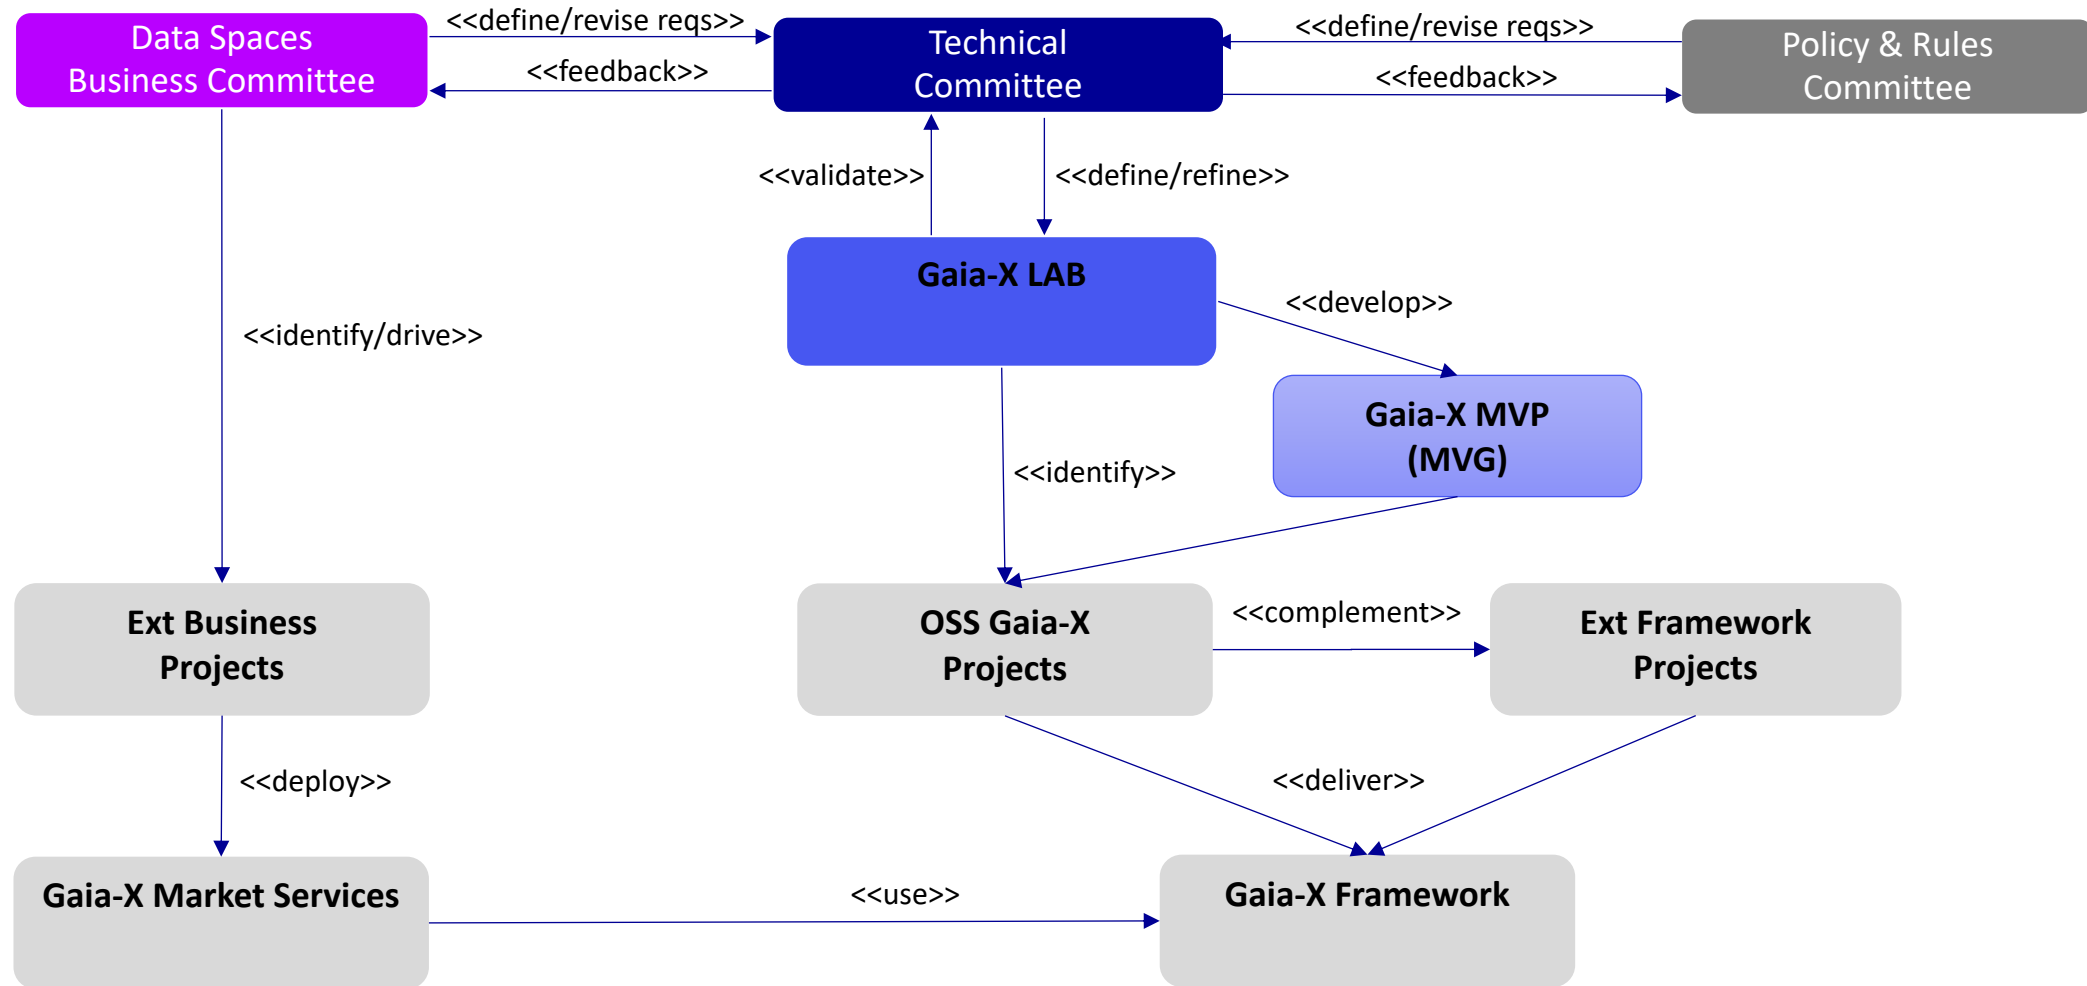 Data Spaces
Business Committee
<<define/revise reqs>>
<<feedback>>
Technical
Committee
<<define/revise reqs>>
<<feedback>>
Policy & Rules
Committee
<<validate>>
<<define/refine>>
Gaia-X LAB
<<develop>>
<<identify/drive>>
Gaia-X MVP
(MVG)
<<identify>>
Ext Business
Projects
OSS Gaia-X
Projects
<<complement>>
Ext Framework
Projects
<<deploy>>
<<deliver>>
Gaia-X Market Services
<<use>>
Gaia-X Framework